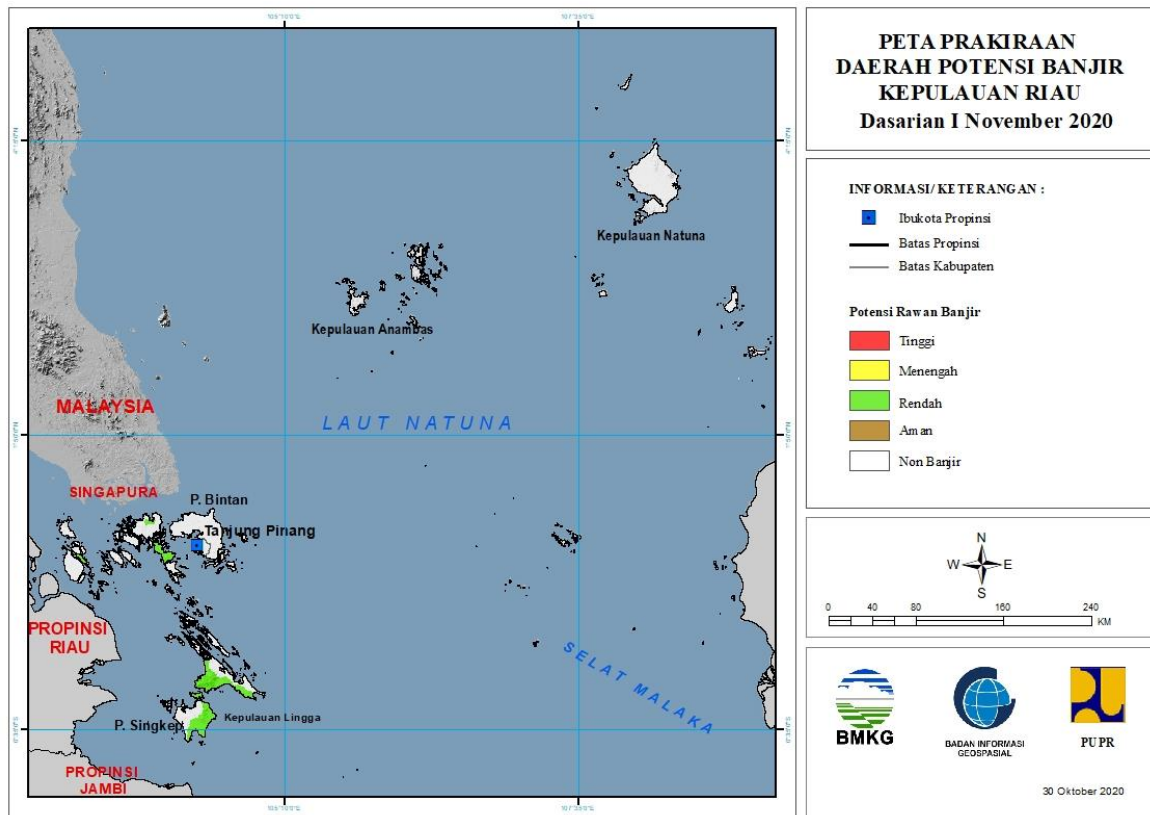 PETA PRAKIRAAN
DAERAH POTENSI BANJIR
KEPULAUAN RIAU
Dasarian I November 2020
INFORMASI/ KETERANGAN :
Ibukota Propinsi
Batas Propinsi
Batas Kabupaten
Potensi Rawan Banjir
Tinggi
Menengah
Rendah
Aman
Non Banjir
N
W E
S
0 40 80 160 240
KM
BMKG
BADAN INFORMASI
GEOSPASIAL
PUPR
30 Oktober 2020
Kepulauan Natuna
Kepulauan Anambas
MALAYSIA
LAUT NATUNA
SINGAPURA
P. Bintan
Tanjung Pinang
PROPINSI
RIAU
SELAT MALAKA
Kepulauan Lingga
P. Singkep
PROPINSI
JAMBI